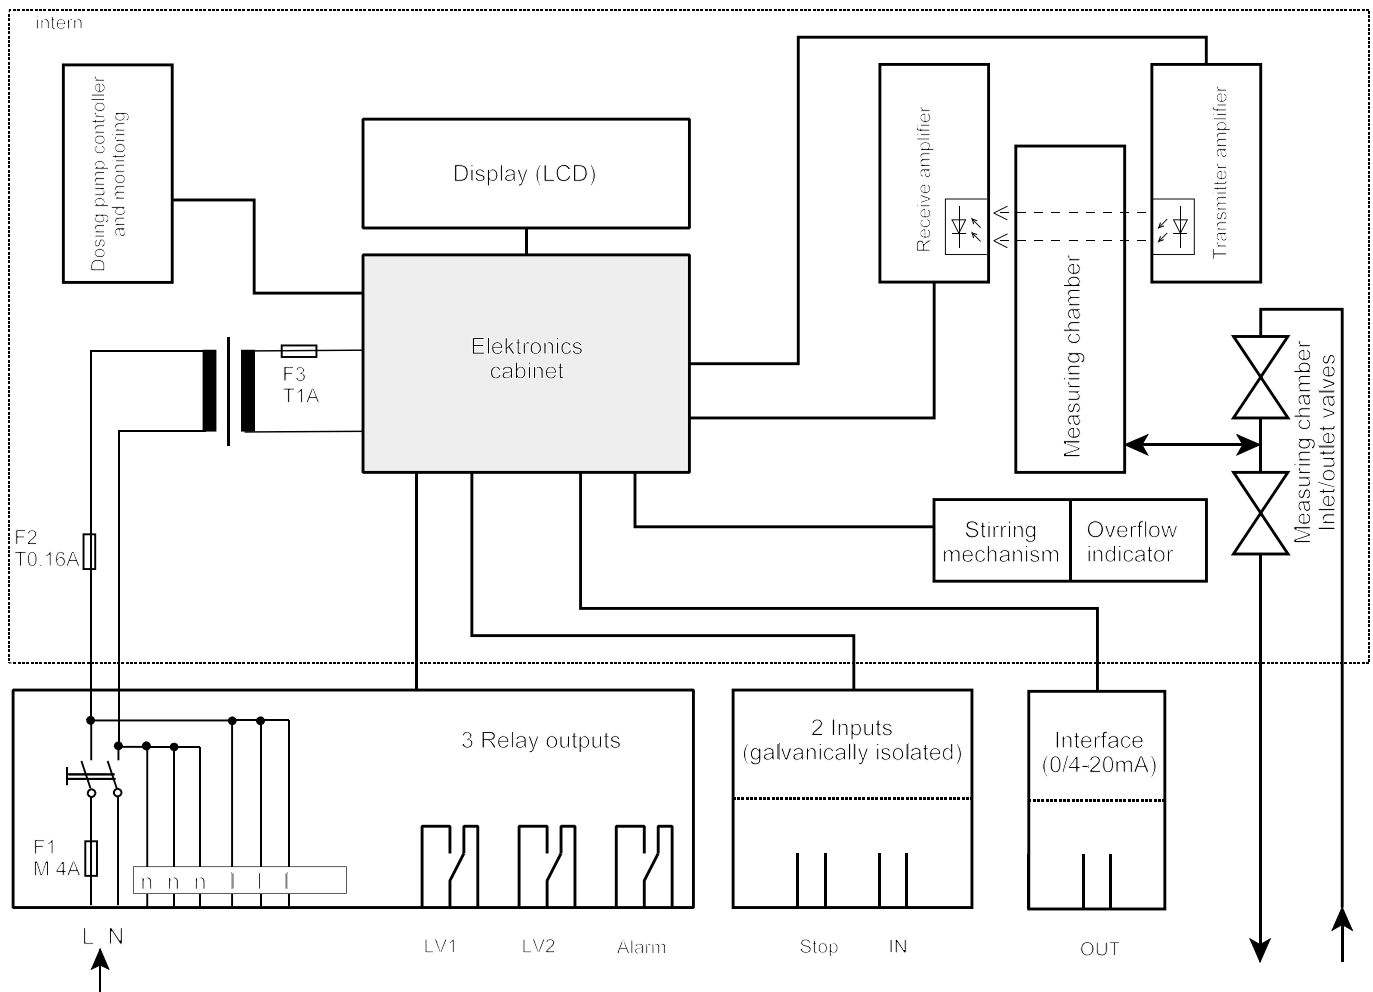 intern
Dosing pump controller
and monitoring
Display (LCD)
Receive amplifier
Transmitter amplifier
Measuring chamber
Elektronics
cabinet
F3
T1A
Measuring chamber
Inlet/outlet valves
F2
T0.16A
Stirring
mechanism
Overflow
indicator
3 Relay outputs
2 Inputs
(galvanically isolated)
Interface
(0/4-20mA)
F1
M 4A
n n n l l l
L N
LV1
LV2
Alarm
Stop
IN
OUT